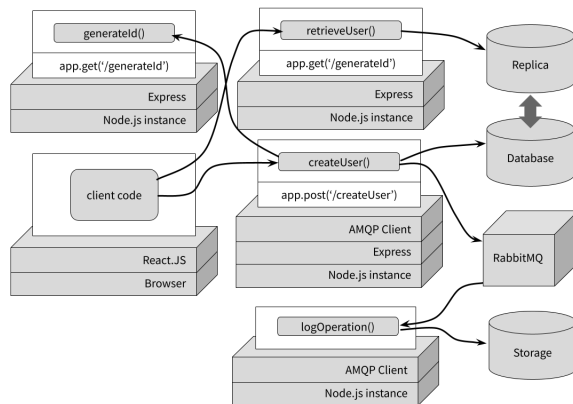 generateId()
app.get(‘/generateId’)
Express
Node.js instance
retrieveUser()
app.get(‘/generateId’)
Express
Node.js instance
Replica
Database
client code
React.JS
Browser
createUser()
app.post(‘/createUser’)
AMQP Client
Express
Node.js instance
RabbitMQ
logOperation()
AMQP Client
Node.js instance
Storage